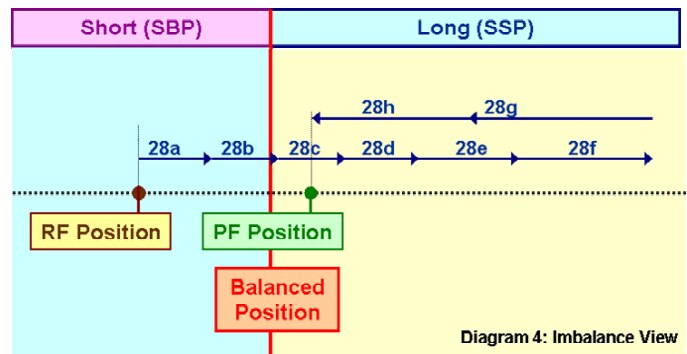 Short (SBP)
Long (SSP)
28h
28g
28a
28b
28c
28d
28e
28f
RF Position
PF Position
Balanced
Position
Diagram 4: Imbalance View